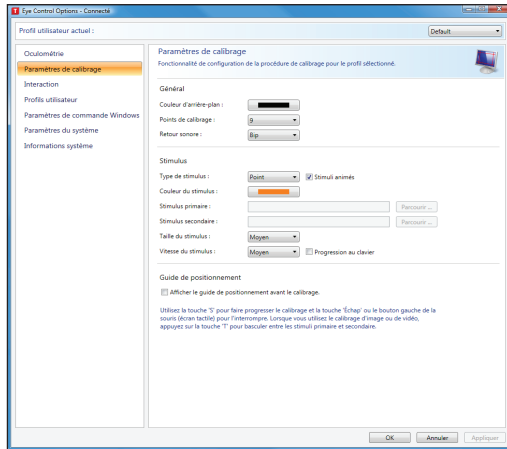 Eye Control Options - Connecté
Profil utilisateur actuel :
Default
Oculométrie
Paramètres de calibrage
Interaction
Profils utilisateur
Paramètres de commande Windows
Paramètres du système
Informations système
Paramètres de calibrage
Fonctionnalité de configuration de la procédure de calibrage pour le profil sélectionné.
Général
Couleur d'arrière-plan :
Points de calibrage : 9
Retour sonore : Bip
Stimulus
Type de stimulus : Point Stimuli animés
Couleur du stimulus :
Stimulus primaire : Parcourir ...
Stimulus secondaire : Parcourir ...
Taille du stimulus : Moyen
Vitesse du stimulus : Moyen Progression au clavier
Guide de positionnement
Afficher le guide de positionnement avant le calibrage.
Utilisez la touche 'S' pour faire progresser le calibrage et la touche 'Échap' ou le bouton gauche de la
souris (écran tactile) pour l'interrompre. Lorsque vous utilisez le calibrage d'image ou de vidéo,
appuyez sur la touche 'T' pour basculer entre les stimuli primaire et secondaire.
OK Annuler Appliquer